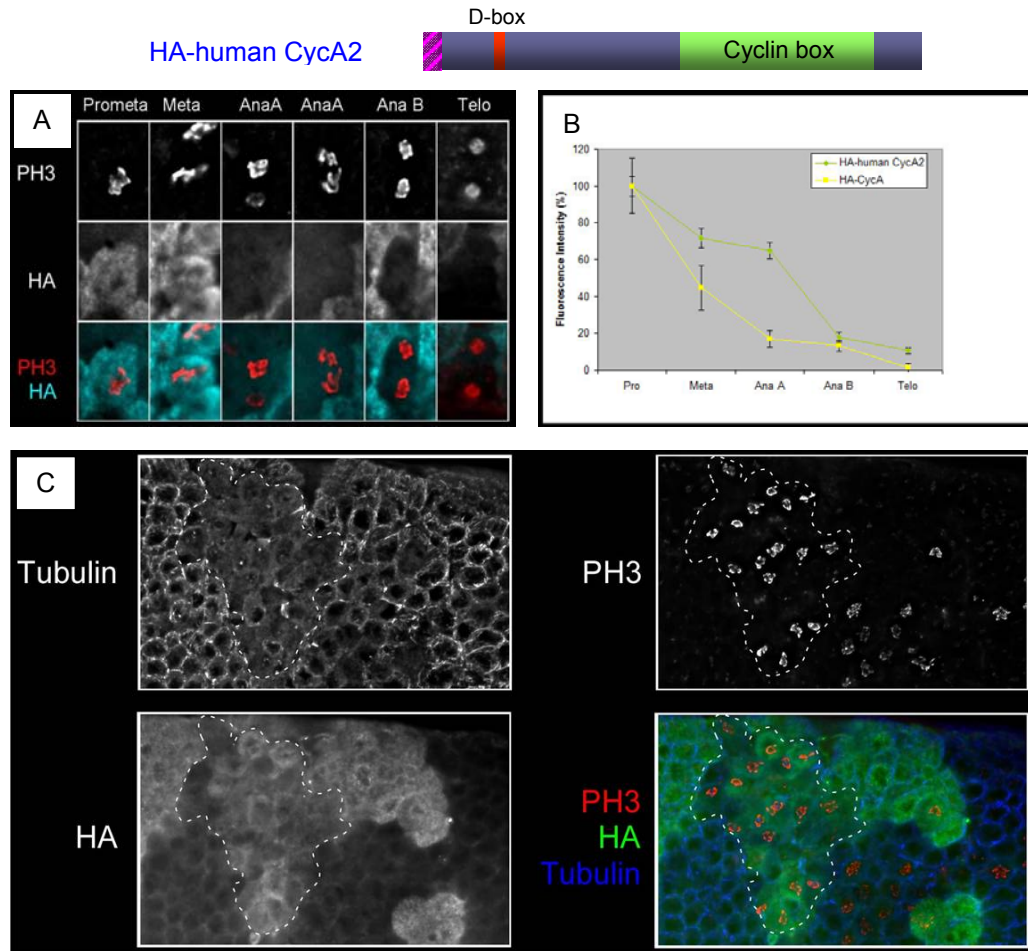 D-box
HA-human CycA2
Cyclin box
A
Prometa Meta AnaA AnaA Ana B Telo
PH3
HA
PH3
HA
B
120
100
80
60
40
20
0
Fluorescence Intensity (%)
HA-human CycA2
HA-CycA
Pro Meta Ana A Ana B Telo
C
Tubulin
PH3
HA
PH3
HA
Tubulin